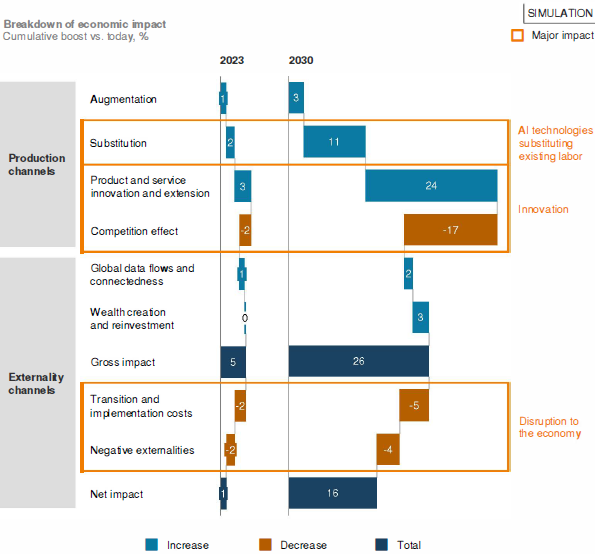 Breakdown of economic impact
Cumulative boost vs. today, %
SIMULATION
Major impact
2023 2030
Production channels
Augmentation 1 3
Substitution 2 11
AI technologies
substituting
existing labor
Product and service
innovation and extension 3 24
Innovation
Competition effect -2 -17
Externality channels
Global data flows and
connectedness 1 2
Wealth creation
and reinvestment 0 3
Gross impact 5 26
Transition and
implementation costs -2 -5
Disruption to
the economy
Negative externalities -2 -4
Net impact 1 16
Increase Decrease Total